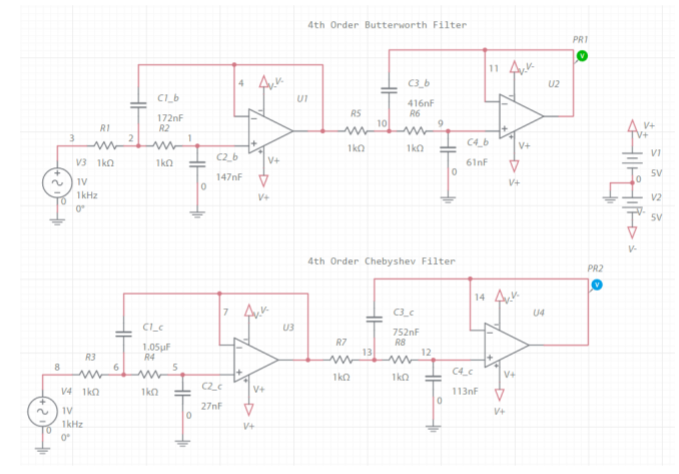 4th Order Butterworth Filter
PR1
V
11
V-
U2
C3_b
416nF
R5
1kΩ
10
R6
1kΩ
9
C4_b
61nF
0
V+
V+
4
V-
U1
C1_b
172nF
3
R1
1kΩ
2
R2
1kΩ
1
C2_b
147nF
0
V+
V+
V3
1V
1kHz
0°
0
V+
V+
V1
5V
0
V2
V-
5V
V-
4th Order Chebyshev Filter
PR2
V
14
V-
U4
C3_c
752nF
R7
1kΩ
13
R8
1kΩ
12
C4_c
113nF
0
V+
V+
7
V-
U3
C1_c
1.05µF
8
R3
1kΩ
6
R4
1kΩ
5
C2_c
27nF
0
V+
V+
V4
1V
1kHz
0°
0